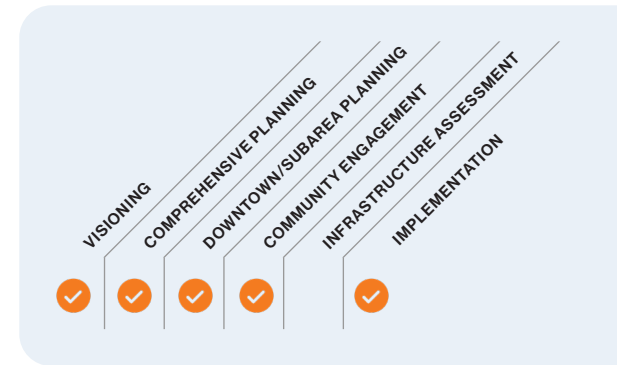 VISIONING
COMPREHENSIVE PLANNING
DOWNTOWN/SUBAREA PLANNING
COMMUNITY ENGAGEMENT
INFRASTRUCTURE ASSESSMENT
IMPLEMENTATION